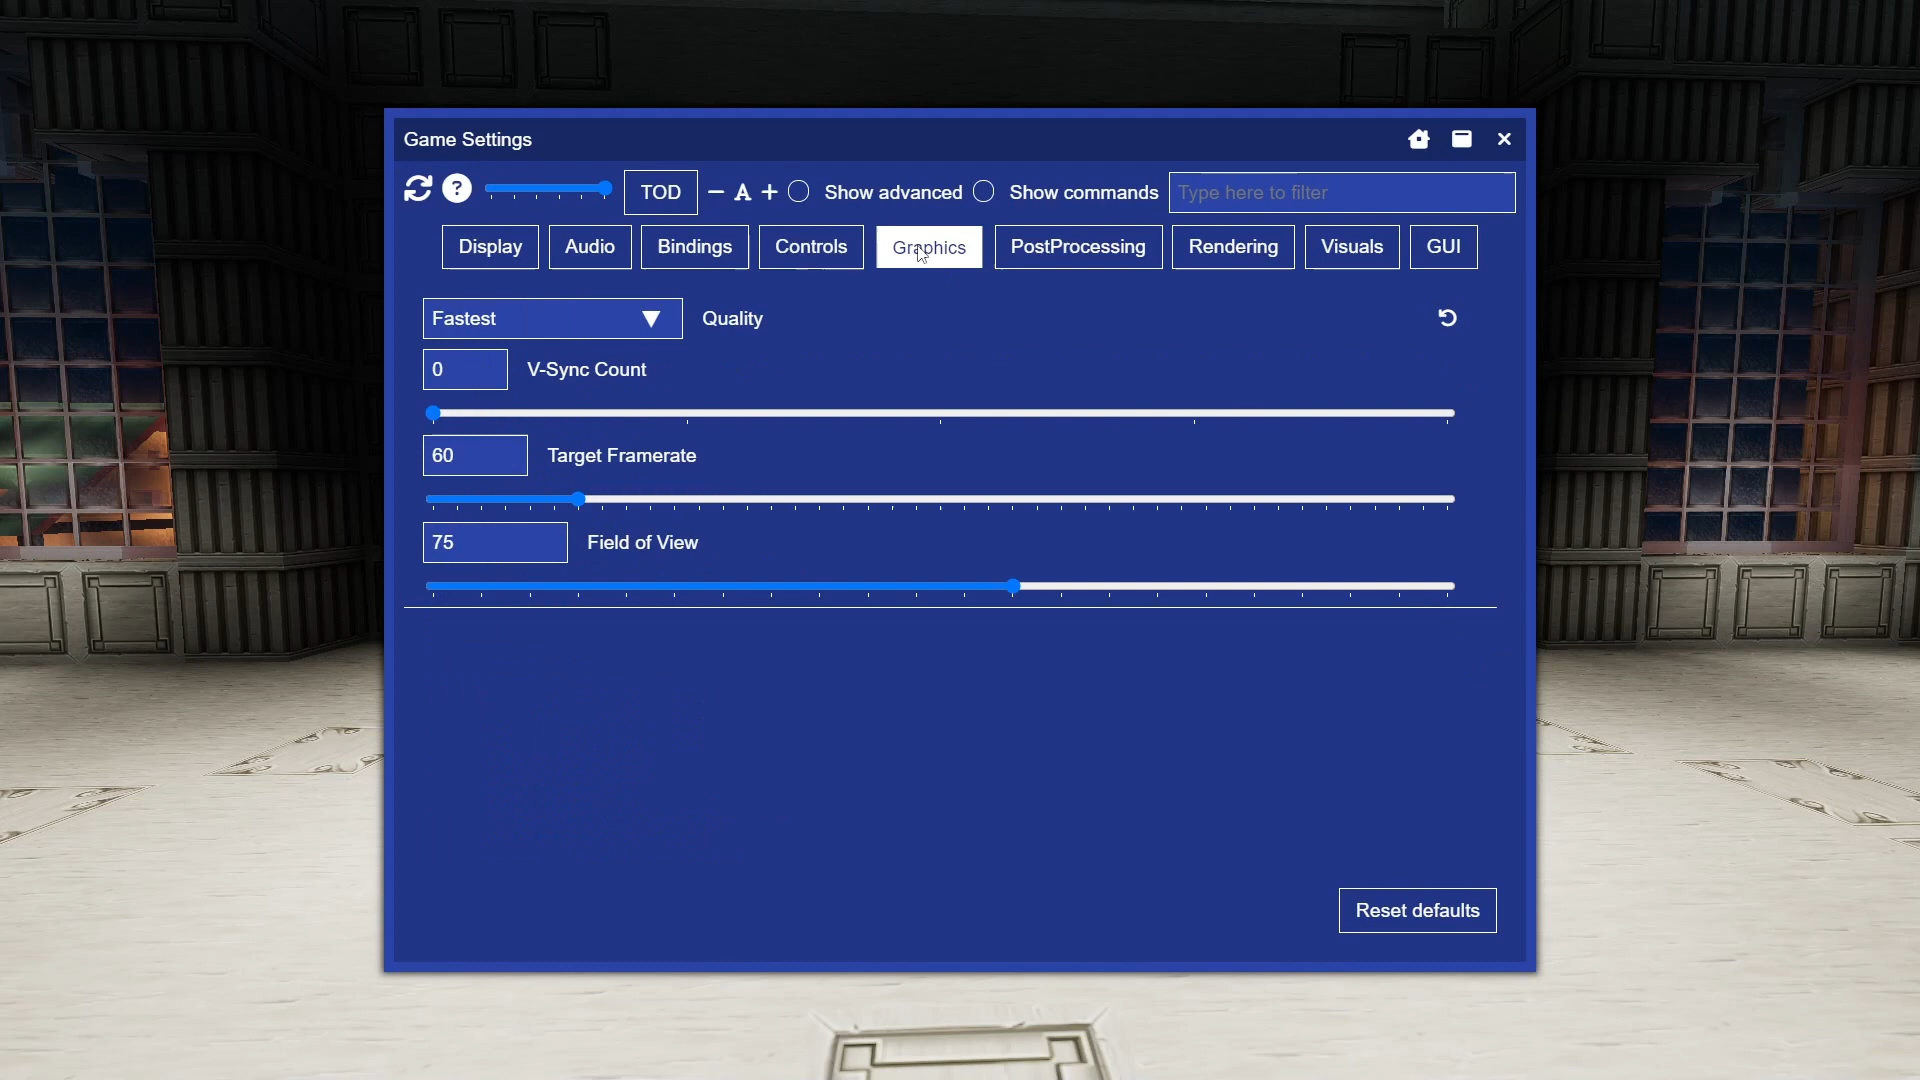 Game Settings
? TOD − A + Show advanced Show commands Type here to filter
Display Audio Bindings Controls Graphics PostProcessing Rendering Visuals GUI
Fastest Quality
0 V-Sync Count
60 Target Framerate
75 Field of View
Reset defaults